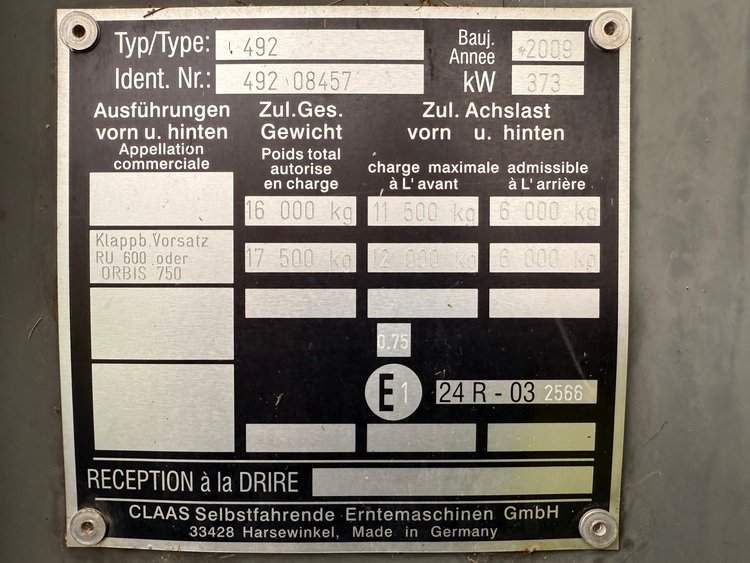 Typ/Type: 492
Bauj. Annee 2009
Ident. Nr.: 492 08457
kW 373
Ausführungen vorn u. hinten
Appellation commerciale
Zul.Ges. Gewicht
Poids total autorise en charge
Zul. Achslast vorn u. hinten
charge maximale admissible
à L'avant à L'arrière
16 000 kg 11 500 kg 6 000 kg
Klappb.Vorsatz
RU 600 oder
ORBIS 750
17 500 kg 12 000 kg 6 000 kg
0.75
E1 24 R - 03 2566
RECEPTION à la DRIRE
CLAAS Selbstfahrende Erntemaschinen GmbH
33428 Harsewinkel, Made in Germany